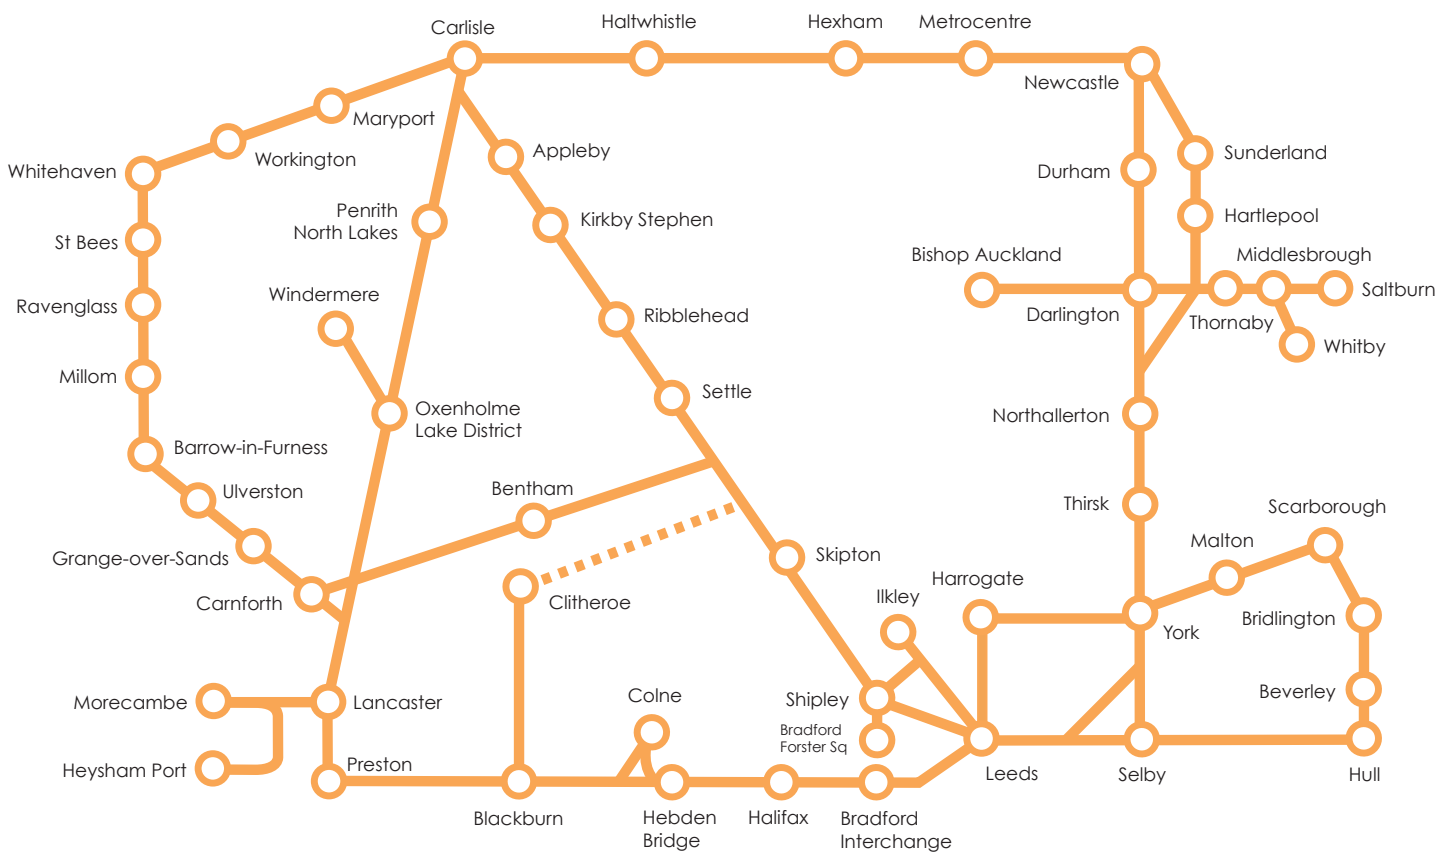 Carlisle
Haltwhistle
Hexham
Metrocentre
Newcastle
Maryport
Workington
Whitehaven
Appleby
Sunderland
Durham
Penrith
North Lakes
Kirkby Stephen
Hartlepool
St Bees
Bishop Auckland
Middlesbrough
Windermere
Saltburn
Ravenglass
Ribblehead
Darlington
Thornaby
Whitby
Millom
Settle
Oxenholme
Lake District
Northallerton
Barrow-in-Furness
Ulverston
Bentham
Thirsk
Scarborough
Grange-over-Sands
Skipton
Malton
Harrogate
Ilkley
Carnforth
Clitheroe
York
Bridlington
Morecambe
Lancaster
Colne
Shipley
Beverley
Bradford
Forster Sq
Heysham Port
Preston
Leeds
Selby
Hull
Blackburn
Hebden
Bridge
Halifax
Bradford
Interchange